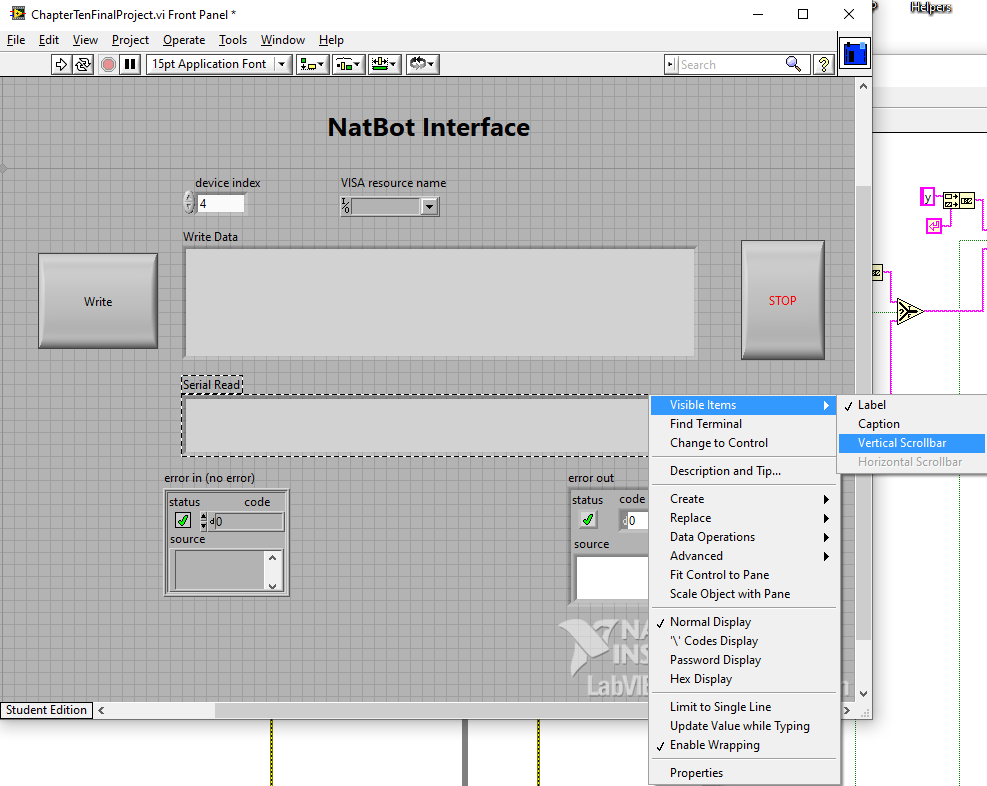 ChapterTenFinalProject.vi Front Panel *
Helpers
File Edit View Project Operate Tools Window Help
15pt Application Font
Search
?
NatBot Interface
device index
4
VISA resource name
I/0
Write Data
Write
STOP
y
Serial Read
error in (no error)
status code
d0
source
error out
status code
d0
source
NA
INS
LabVIE
Student Edition
Visible Items
Find Terminal
Change to Control
Description and Tip...
Create
Replace
Data Operations
Advanced
Fit Control to Pane
Scale Object with Pane
Normal Display
'\' Codes Display
Password Display
Hex Display
Limit to Single Line
Update Value while Typing
Enable Wrapping
Properties
Label
Caption
Vertical Scrollbar
Horizontal Scrollbar